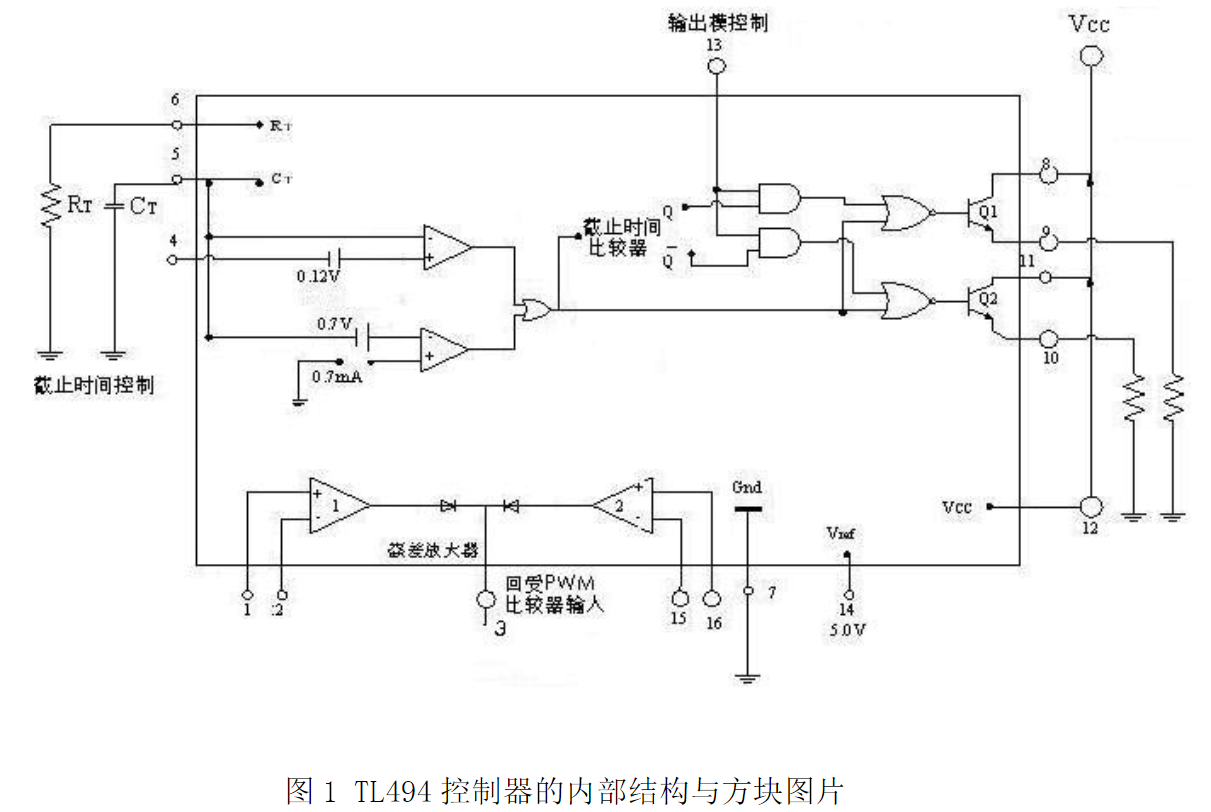 输出模控制
13
Vcc
6
RT
5
CT
RT
CT
4
0.12V
截止时间
比较器
Q
Q̅
8
Q1
9
11
Q2
10
0.7V
0.7mA
截止时间控制
-
+
-
+
+
1
-
+
2
-
Gnd
Vcc
12
Vref
误差放大器
1
2
回受PWM
比较器输入
3
15
16
7
14
5.0V
图 1 TL494 控制器的内部结构与方块图片